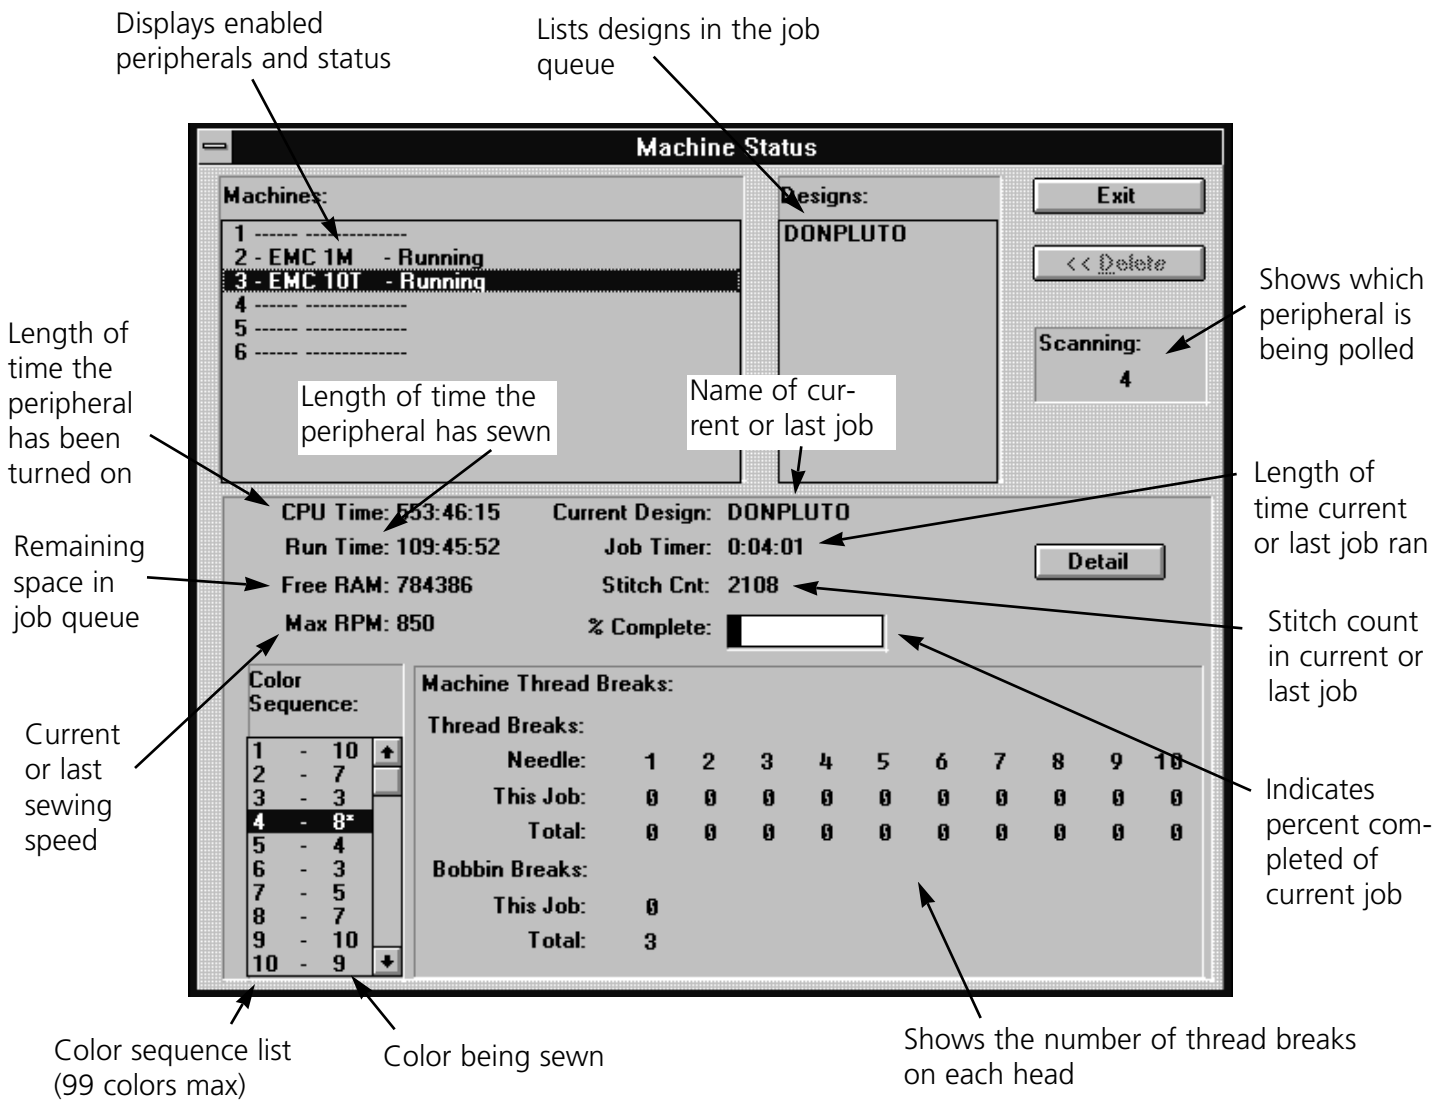 Displays enabled
peripherals and status
Lists designs in the job
queue
Machine Status
Machines:
1 ----- ------------
2 - EMC 1M - Running
3 - EMC 10T - Running
4 ----- ------------
5 ----- ------------
6 ----- ------------
Designs:
DONPLUTO
Exit
<< Delete
Scanning:
4
Shows which
peripheral is
being polled
Length of
time the
peripheral
has been
turned on
Length of time the
peripheral has sewn
Name of cur-
rent or last job
Length of
time current
or last job ran
CPU Time: 553:46:15
Run Time: 109:45:52
Free RAM: 784386
Max RPM: 850
Current Design: DONPLUTO
Job Timer: 0:04:01
Stitch Cnt: 2108
% Complete:
Detail
Remaining
space in
job queue
Stitch count
in current or
last job
Current
or last
sewing
speed
Color
Sequence:
1 - 10
2 - 7
3 - 3
4 - 8*
5 - 4
6 - 3
7 - 5
8 - 7
9 - 10
10 - 9
Machine Thread Breaks:
Thread Breaks:
Needle: 1 2 3 4 5 6 7 8 9 10
This Job: 0 0 0 0 0 0 0 0 0 0
Total: 0 0 0 0 0 0 0 0 0 0
Bobbin Breaks:
This Job: 0
Total: 3
Indicates
percent com-
pleted of
current job
Color sequence list
(99 colors max)
Color being sewn
Shows the number of thread breaks
on each head